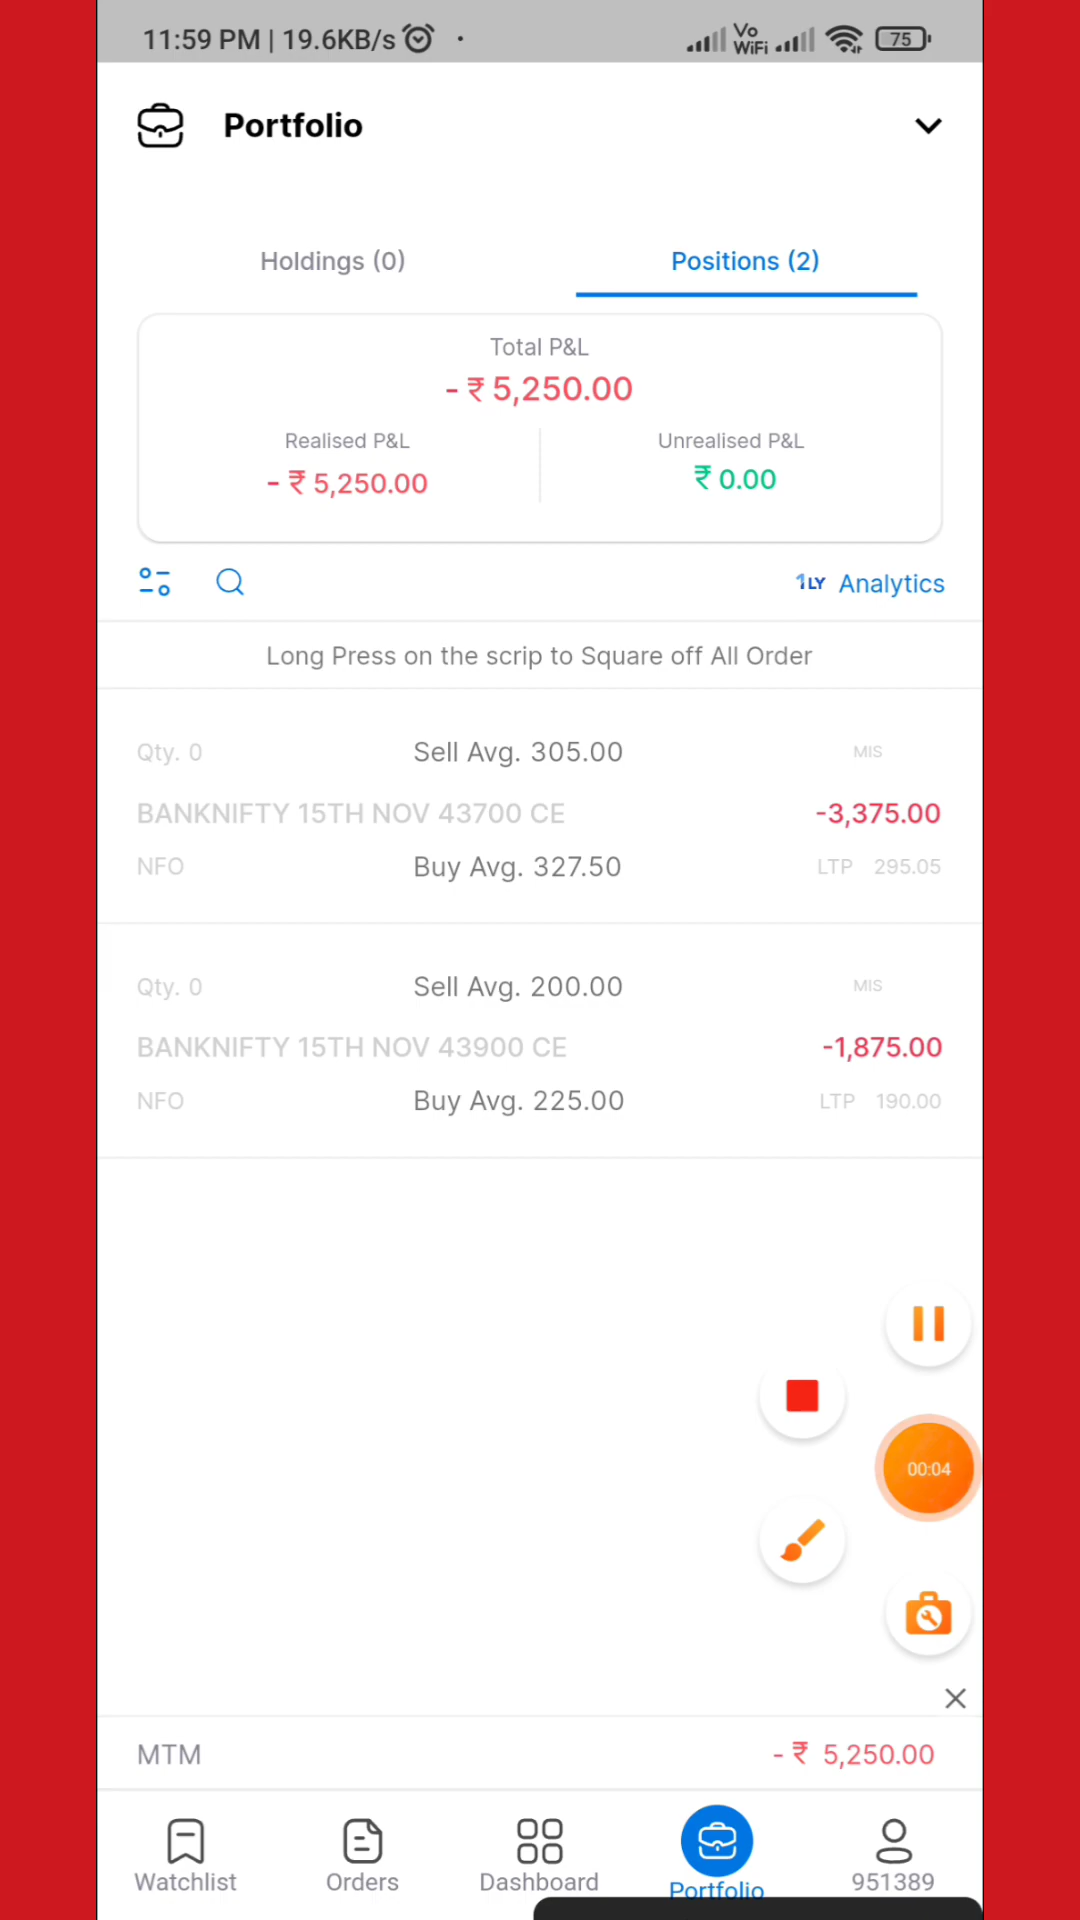 11:59 PM | 19.6KB/s
Vo
WiFi
75
Portfolio
Holdings (0)
Positions (2)
Total P&L
- ₹ 5,250.00
Realised P&L
Unrealised P&L
- ₹ 5,250.00
₹ 0.00
1LY Analytics
Long Press on the scrip to Square off All Order
Qty. 0
Sell Avg. 305.00
MIS
BANKNIFTY 15TH NOV 43700 CE
-3,375.00
NFO
Buy Avg. 327.50
LTP 295.05
Qty. 0
Sell Avg. 200.00
MIS
BANKNIFTY 15TH NOV 43900 CE
-1,875.00
NFO
Buy Avg. 225.00
LTP 190.00
00:04
MTM
- ₹ 5,250.00
Watchlist
Orders
Dashboard
Portfolio
951389